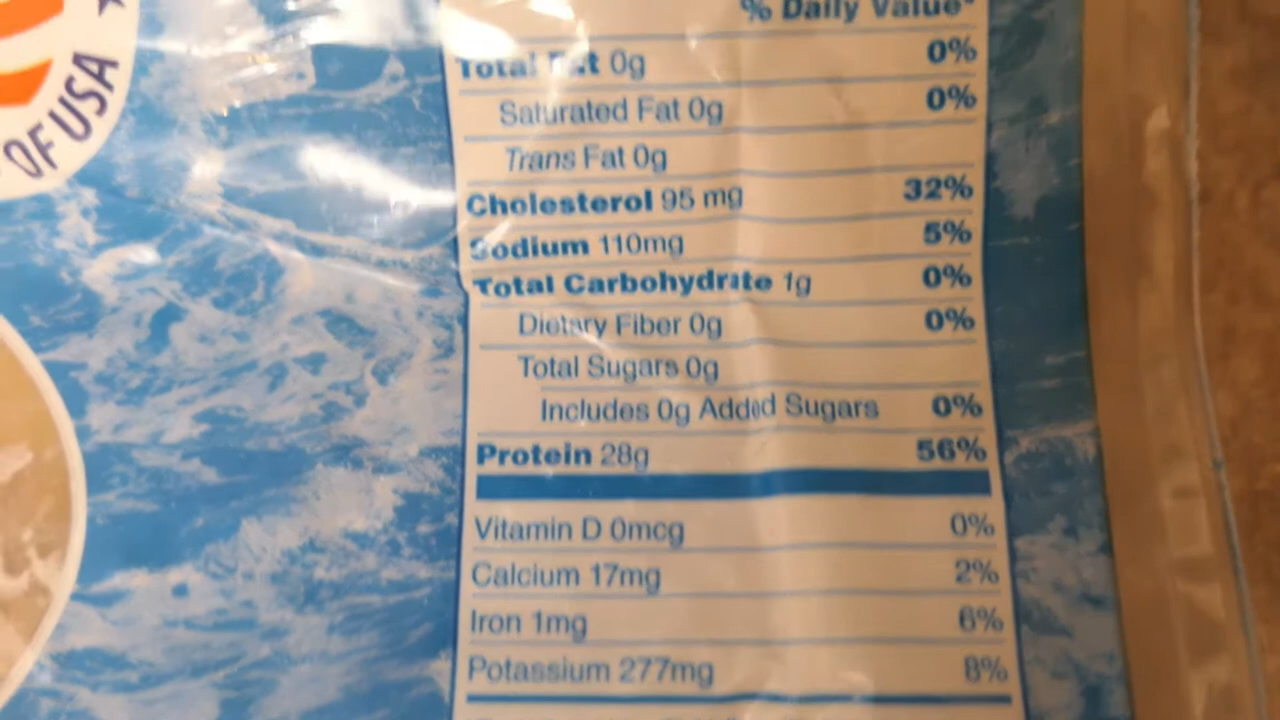 OF USA
% Daily Value*
Total Fat 0g 0%
Saturated Fat 0g 0%
Trans Fat 0g
Cholesterol 95 mg 32%
Sodium 110mg 5%
Total Carbohydrate 1g 0%
Dietary Fiber 0g 0%
Total Sugars 0g
Includes 0g Added Sugars 0%
Protein 28g 56%
Vitamin D 0mcg 0%
Calcium 17mg 2%
Iron 1mg 6%
Potassium 277mg 8%